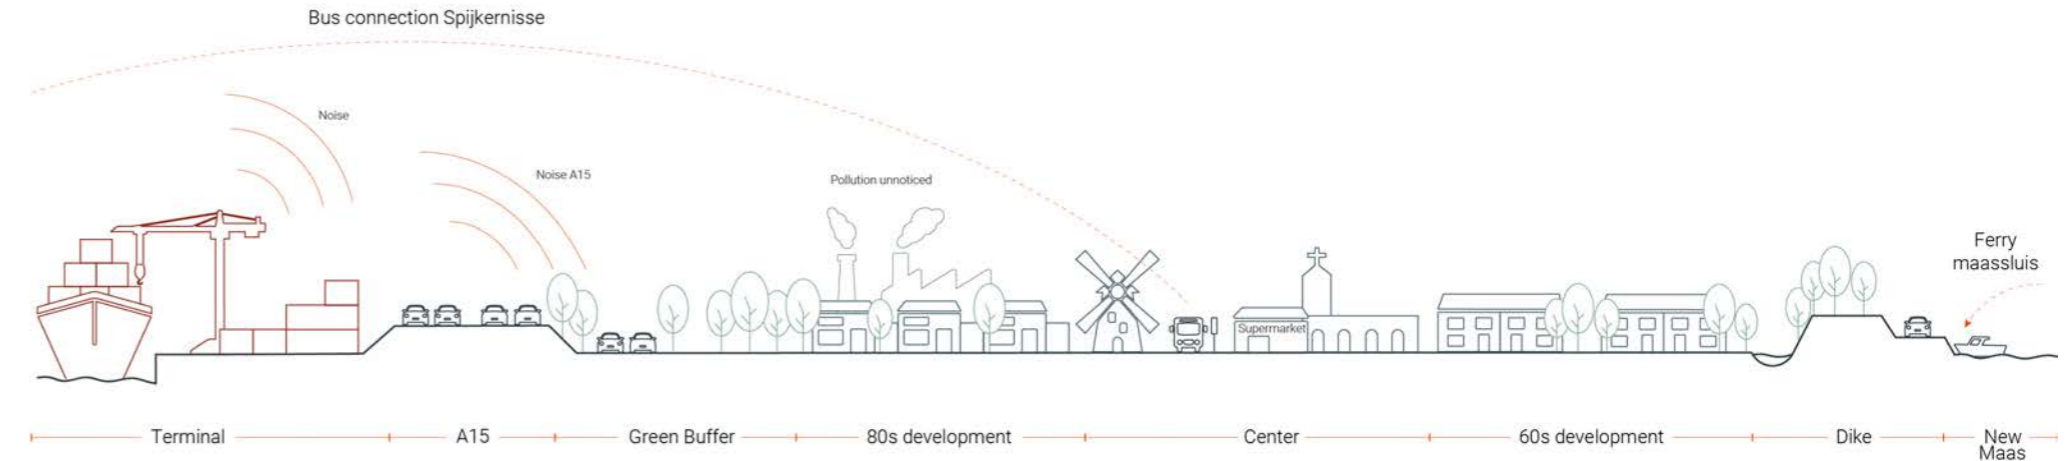 Bus connection Spijkernisse
Noise
Noise A15
Pollution unnoticed
Ferry
maassluis
Supermarket
Terminal
A15
Green Buffer
80s development
Center
60s development
Dike
New
Maas